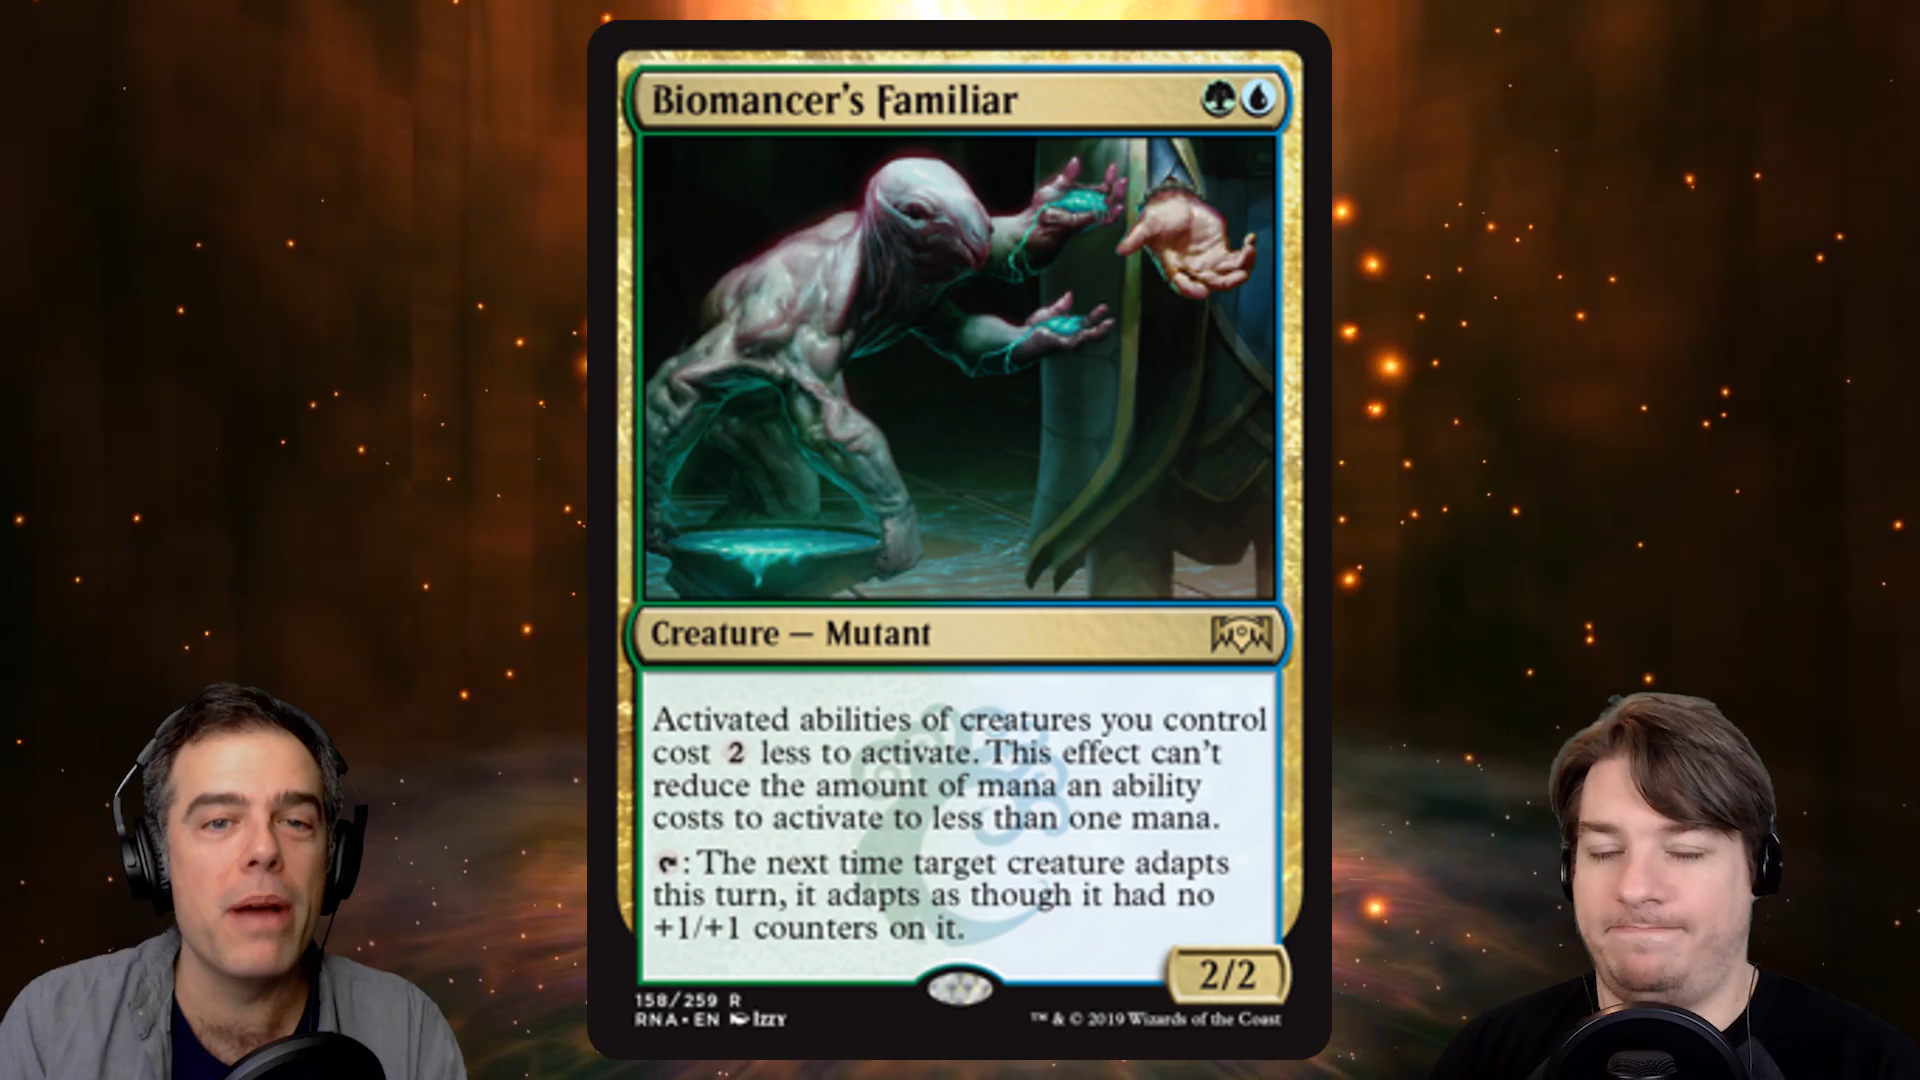 Biomancer's Familiar
Creature — Mutant
Activated abilities of creatures you control
cost 2 less to activate. This effect can't
reduce the amount of mana an ability
costs to activate to less than one mana.
: The next time target creature adapts
this turn, it adapts as though it had no
+1/+1 counters on it.
2/2
158/259 R
RNA • EN Izzy
™ & © 2019 Wizards of the Coast